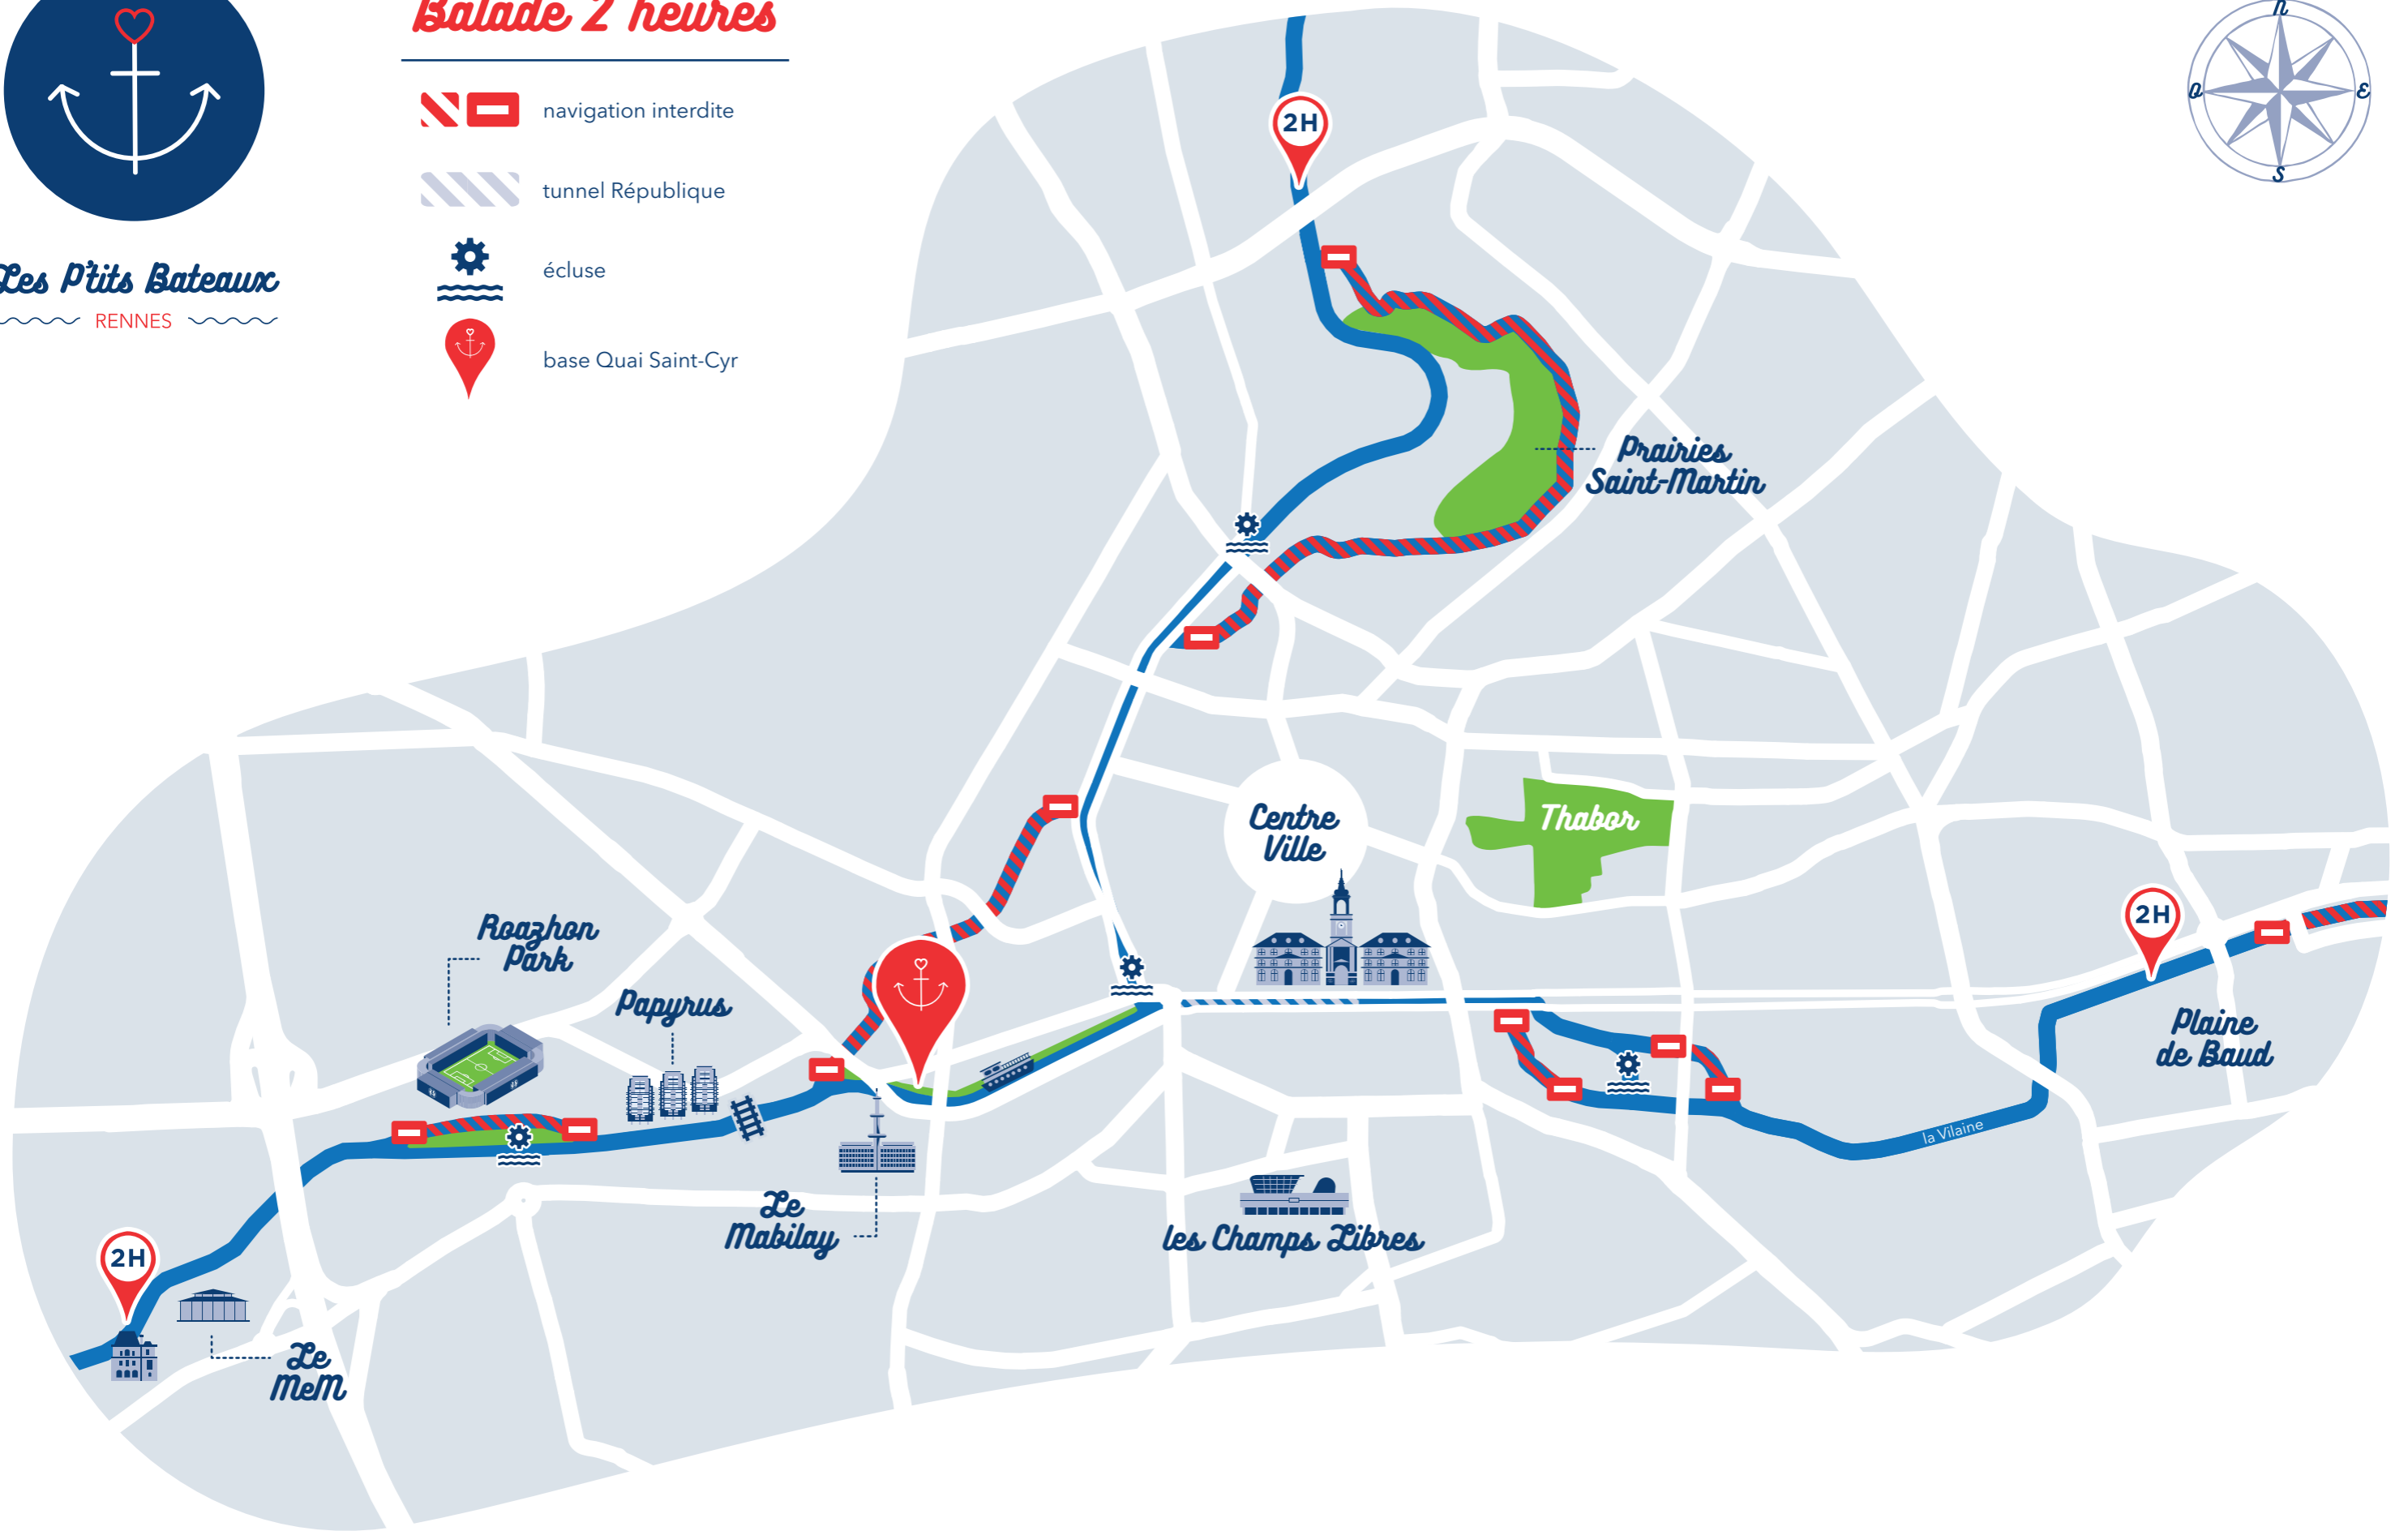 Balade 2 heures
navigation interdite
tunnel République
écluse
base Quai Saint-Cyr
Les P'tits Bateaux
RENNES
n
O
E
S
2H
Prairies
Saint-Martin
Centre
Ville
Thabor
Roazhon
Park
Papyrus
2H
Plaine
de Baud
la Vilaine
Le
Mabilay
les Champs Libres
2H
Le
MeM